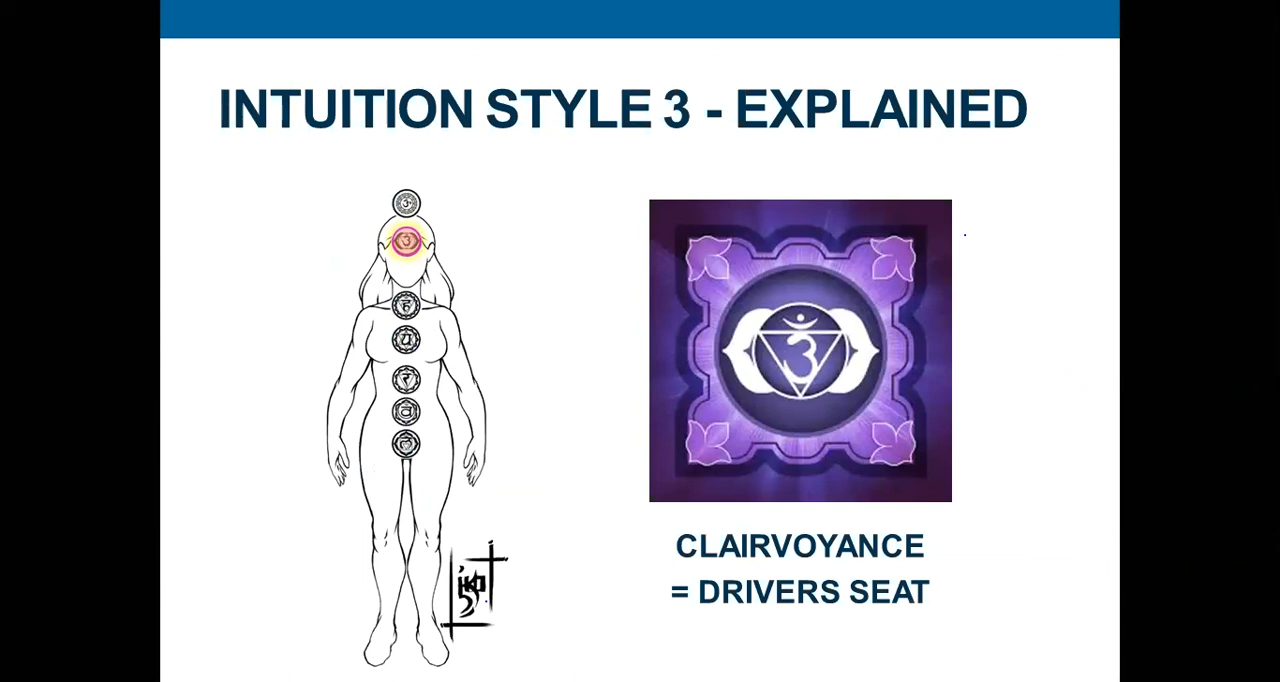 INTUITION STYLE 3 - EXPLAINED
CLAIRVOYANCE
= DRIVERS SEAT